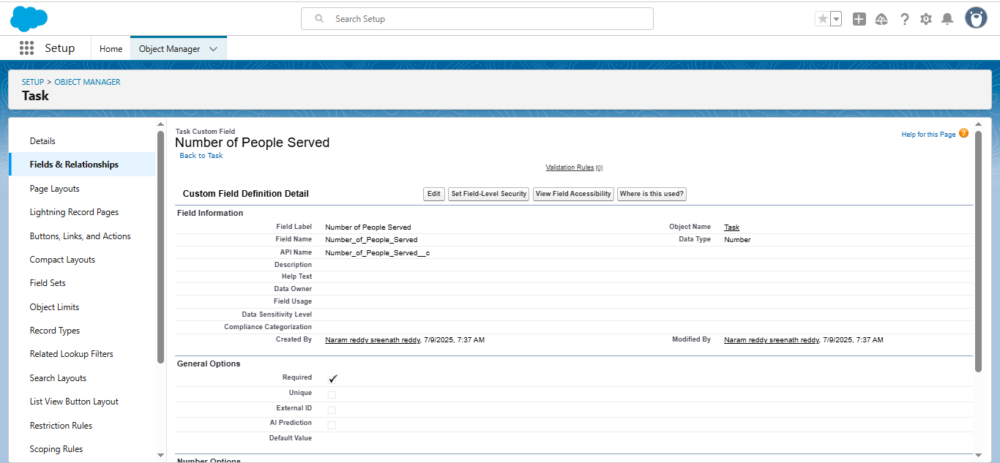 Search Setup
Setup
Home
Object Manager
SETUP > OBJECT MANAGER
Task
Details
Fields & Relationships
Page Layouts
Lightning Record Pages
Buttons, Links, and Actions
Compact Layouts
Field Sets
Object Limits
Record Types
Related Lookup Filters
Search Layouts
List View Button Layout
Restriction Rules
Scoping Rules
Task Custom Field
Number of People Served
Back to Task
Help for this Page ?
Validation Rules [0]
Custom Field Definition Detail
Edit
Set Field-Level Security
View Field Accessibility
Where is this used?
Field Information
Field Label Number of People Served Object Name Task
Field Name Number_of_People_Served Data Type Number
API Name Number_of_People_Served__c
Description
Help Text
Data Owner
Field Usage
Data Sensitivity Level
Compliance Categorization
Created By Naram reddy sreenath reddy, 7/9/2025, 7:37 AM Modified By Naram reddy sreenath reddy, 7/9/2025, 7:37 AM
General Options
Required
Unique
External ID
AI Prediction
Default Value
Number Options